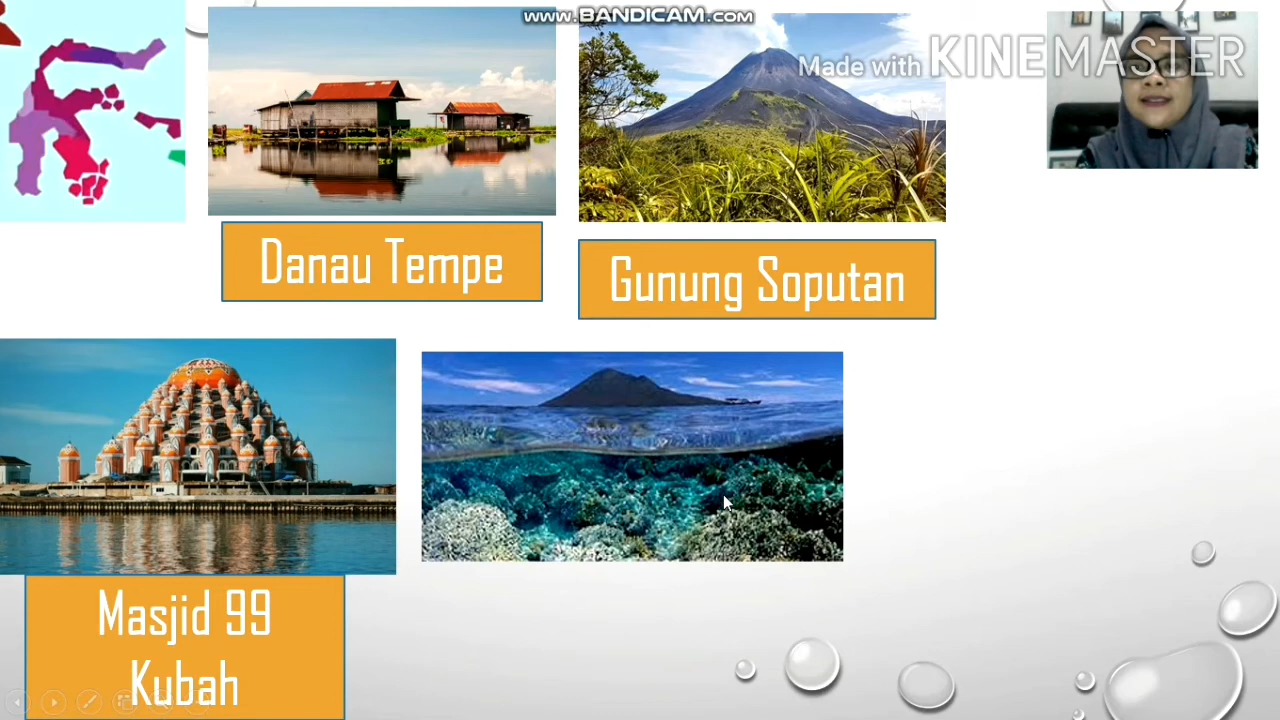 www.BANDICAM.com
Made with KINEMASTER
Danau Tempe
Gunung Soputan
Masjid 99
Kubah